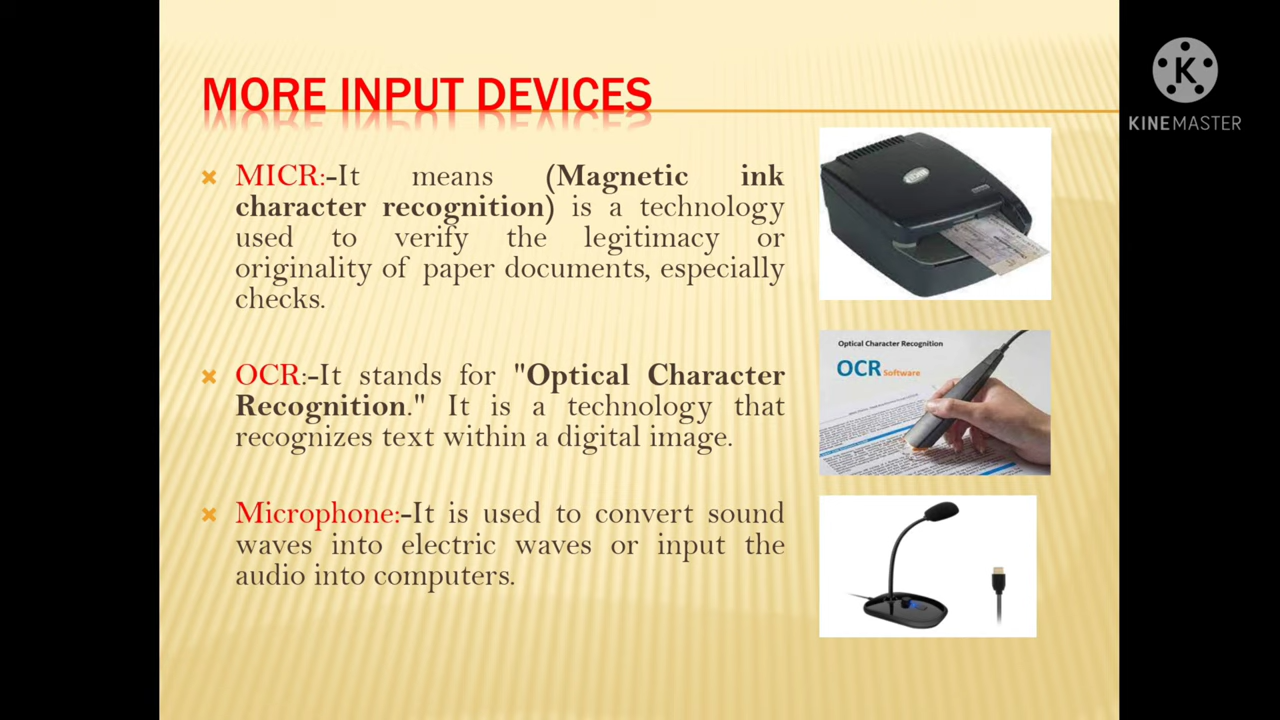 MORE INPUT DEVICES
K
KINEMASTER
MICR:-It means (Magnetic ink
character recognition) is a technology
used to verify the legitimacy or
originality of paper documents, especially
checks.
OCR:-It stands for "Optical Character
Recognition." It is a technology that
recognizes text within a digital image.
Optical Character Recognition
OCR Software
Microphone:-It is used to convert sound
waves into electric waves or input the
audio into computers.